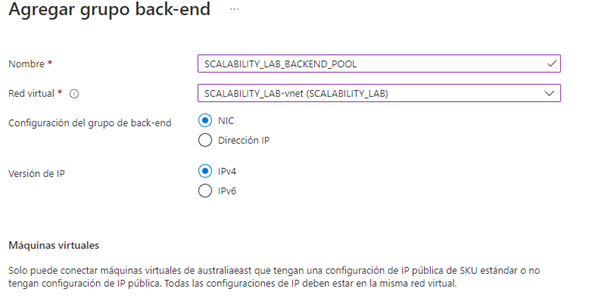 Agregar grupo back-end ...
Nombre *
SCALABILITY_LAB_BACKEND_POOL
Red virtual *
SCALABILITY_LAB-vnet (SCALABILITY_LAB)
Configuración del grupo de back-end
NIC
Dirección IP
Versión de IP
IPv4
IPv6
Máquinas virtuales
Solo puede conectar máquinas virtuales de australiaeast que tengan una configuración de IP pública de SKU estándar o no
tengan configuración de IP pública. Todas las configuraciones de IP deben estar en la misma red virtual.